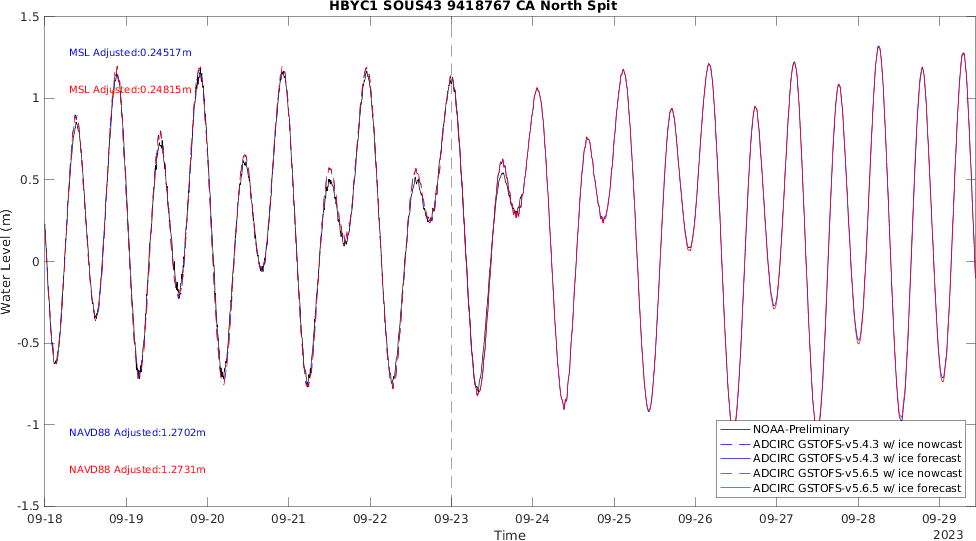 HBYC1 SOUS43 9418767 CA North Spit
1.5
1
0.5
0
-0.5
-1
-1.5
Water Level (m)
MSL Adjusted:0.24517m
MSL Adjusted:0.24815m
NAVD88 Adjusted:1.2702m
NAVD88 Adjusted:1.2731m
NOAA-Preliminary
ADCIRC GSTOFS-v5.4.3 w/ ice nowcast
ADCIRC GSTOFS-v5.4.3 w/ ice forecast
ADCIRC GSTOFS-v5.6.5 w/ ice nowcast
ADCIRC GSTOFS-v5.6.5 w/ ice forecast
09-18 09-19 09-20 09-21 09-22 09-23 09-24 09-25 09-26 09-27 09-28 09-29
Time
2023